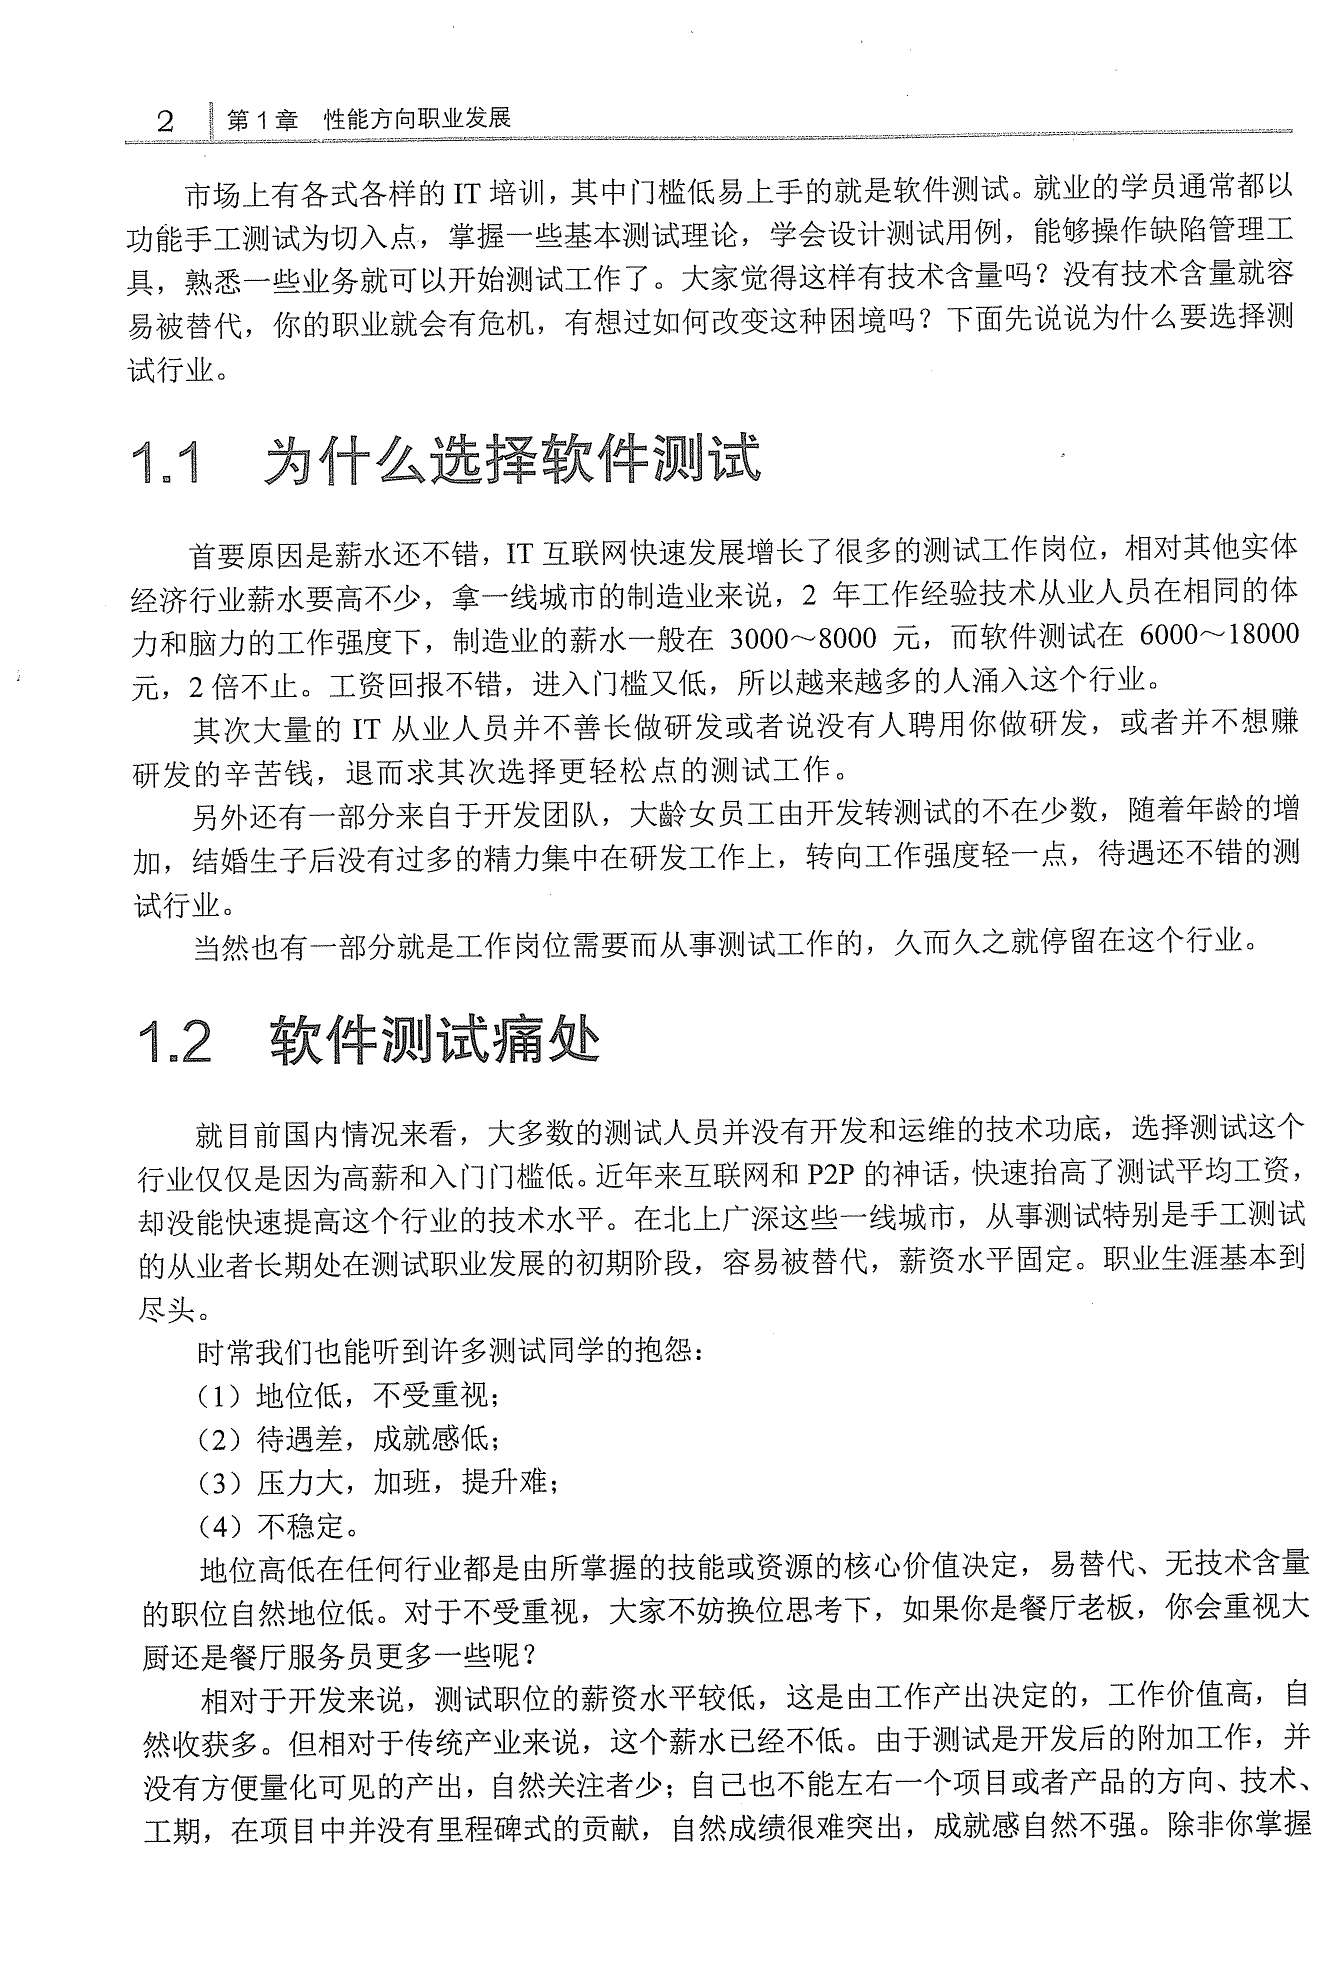 2 第1章 性能方向职业发展
市场上有各式各样的 IT 培训，其中门槛低易上手的就是软件测试。就业的学员通常都以
功能手工测试为切入点，掌握一些基本测试理论，学会设计测试用例，能够操作缺陷管理工
具，熟悉一些业务就可以开始测试工作了。大家觉得这样有技术含量吗？没有技术含量就容
易被替代，你的职业就会有危机，有想过如何改变这种困境吗？下面先说说为什么要选择测
试行业。
1.1 为什么选择软件测试
首要原因是薪水还不错，IT 互联网快速发展增长了很多的测试工作岗位，相对其他实体
经济行业薪水要高不少，拿一线城市的制造业来说，2 年工作经验技术从业人员在相同的体
力和脑力的工作强度下，制造业的薪水一般在 3000～8000 元，而软件测试在 6000～18000
元，2 倍不止。工资回报不错，进入门槛又低，所以越来越多的人涌入这个行业。
其次大量的 IT 从业人员并不善长做研发或者说没有人聘用你做研发，或者并不想赚
研发的辛苦钱，退而求其次选择更轻松点的测试工作。
另外还有一部分来自于开发团队，大龄女员工由开发转测试的不在少数，随着年龄的增
加，结婚生子后没有过多的精力集中在研发工作上，转向工作强度轻一点，待遇还不错的测
试行业。
当然也有一部分就是工作岗位需要而从事测试工作的，久而久之就停留在这个行业。
1.2 软件测试痛处
就目前国内情况来看，大多数的测试人员并没有开发和运维的技术功底，选择测试这个
行业仅仅是因为高薪和入门门槛低。近年来互联网和 P2P 的神话，快速抬高了测试平均工资，
却没能快速提高这个行业的技术水平。在北上广深这些一线城市，从事测试特别是手工测试
的从业者长期处在测试职业发展的初期阶段，容易被替代，薪资水平固定。职业生涯基本到
尽头。
时常我们也能听到许多测试同学的抱怨：
（1）地位低，不受重视；
（2）待遇差，成就感低；
（3）压力大，加班，提升难；
（4）不稳定。
地位高低在任何行业都是由所掌握的技能或资源的核心价值决定，易替代、无技术含量
的职位自然地位低。对于不受重视，大家不妨换位思考下，如果你是餐厅老板，你会重视大
厨还是餐厅服务员更多一些呢？
相对于开发来说，测试职位的薪资水平较低，这是由工作产出决定的，工作价值高，自
然收获多。但相对于传统产业来说，这个薪水已经不低。由于测试是开发后的附加工作，并
没有方便量化可见的产出，自然关注者少；自己也不能左右一个项目或者产品的方向、技术、
工期，在项目中并没有里程碑式的贡献，自然成绩很难突出，成就感自然不强。除非你掌握